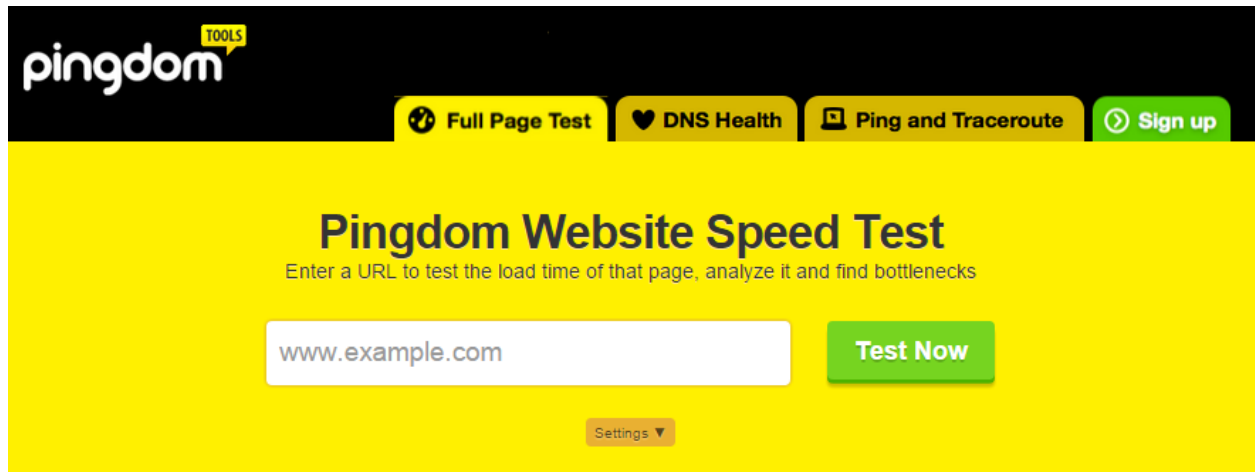 TOOLS
pingdom
Full Page Test DNS Health Ping and Traceroute Sign up
Pingdom Website Speed Test
Enter a URL to test the load time of that page, analyze it and find bottlenecks
www.example.com Test Now
Settings ▼